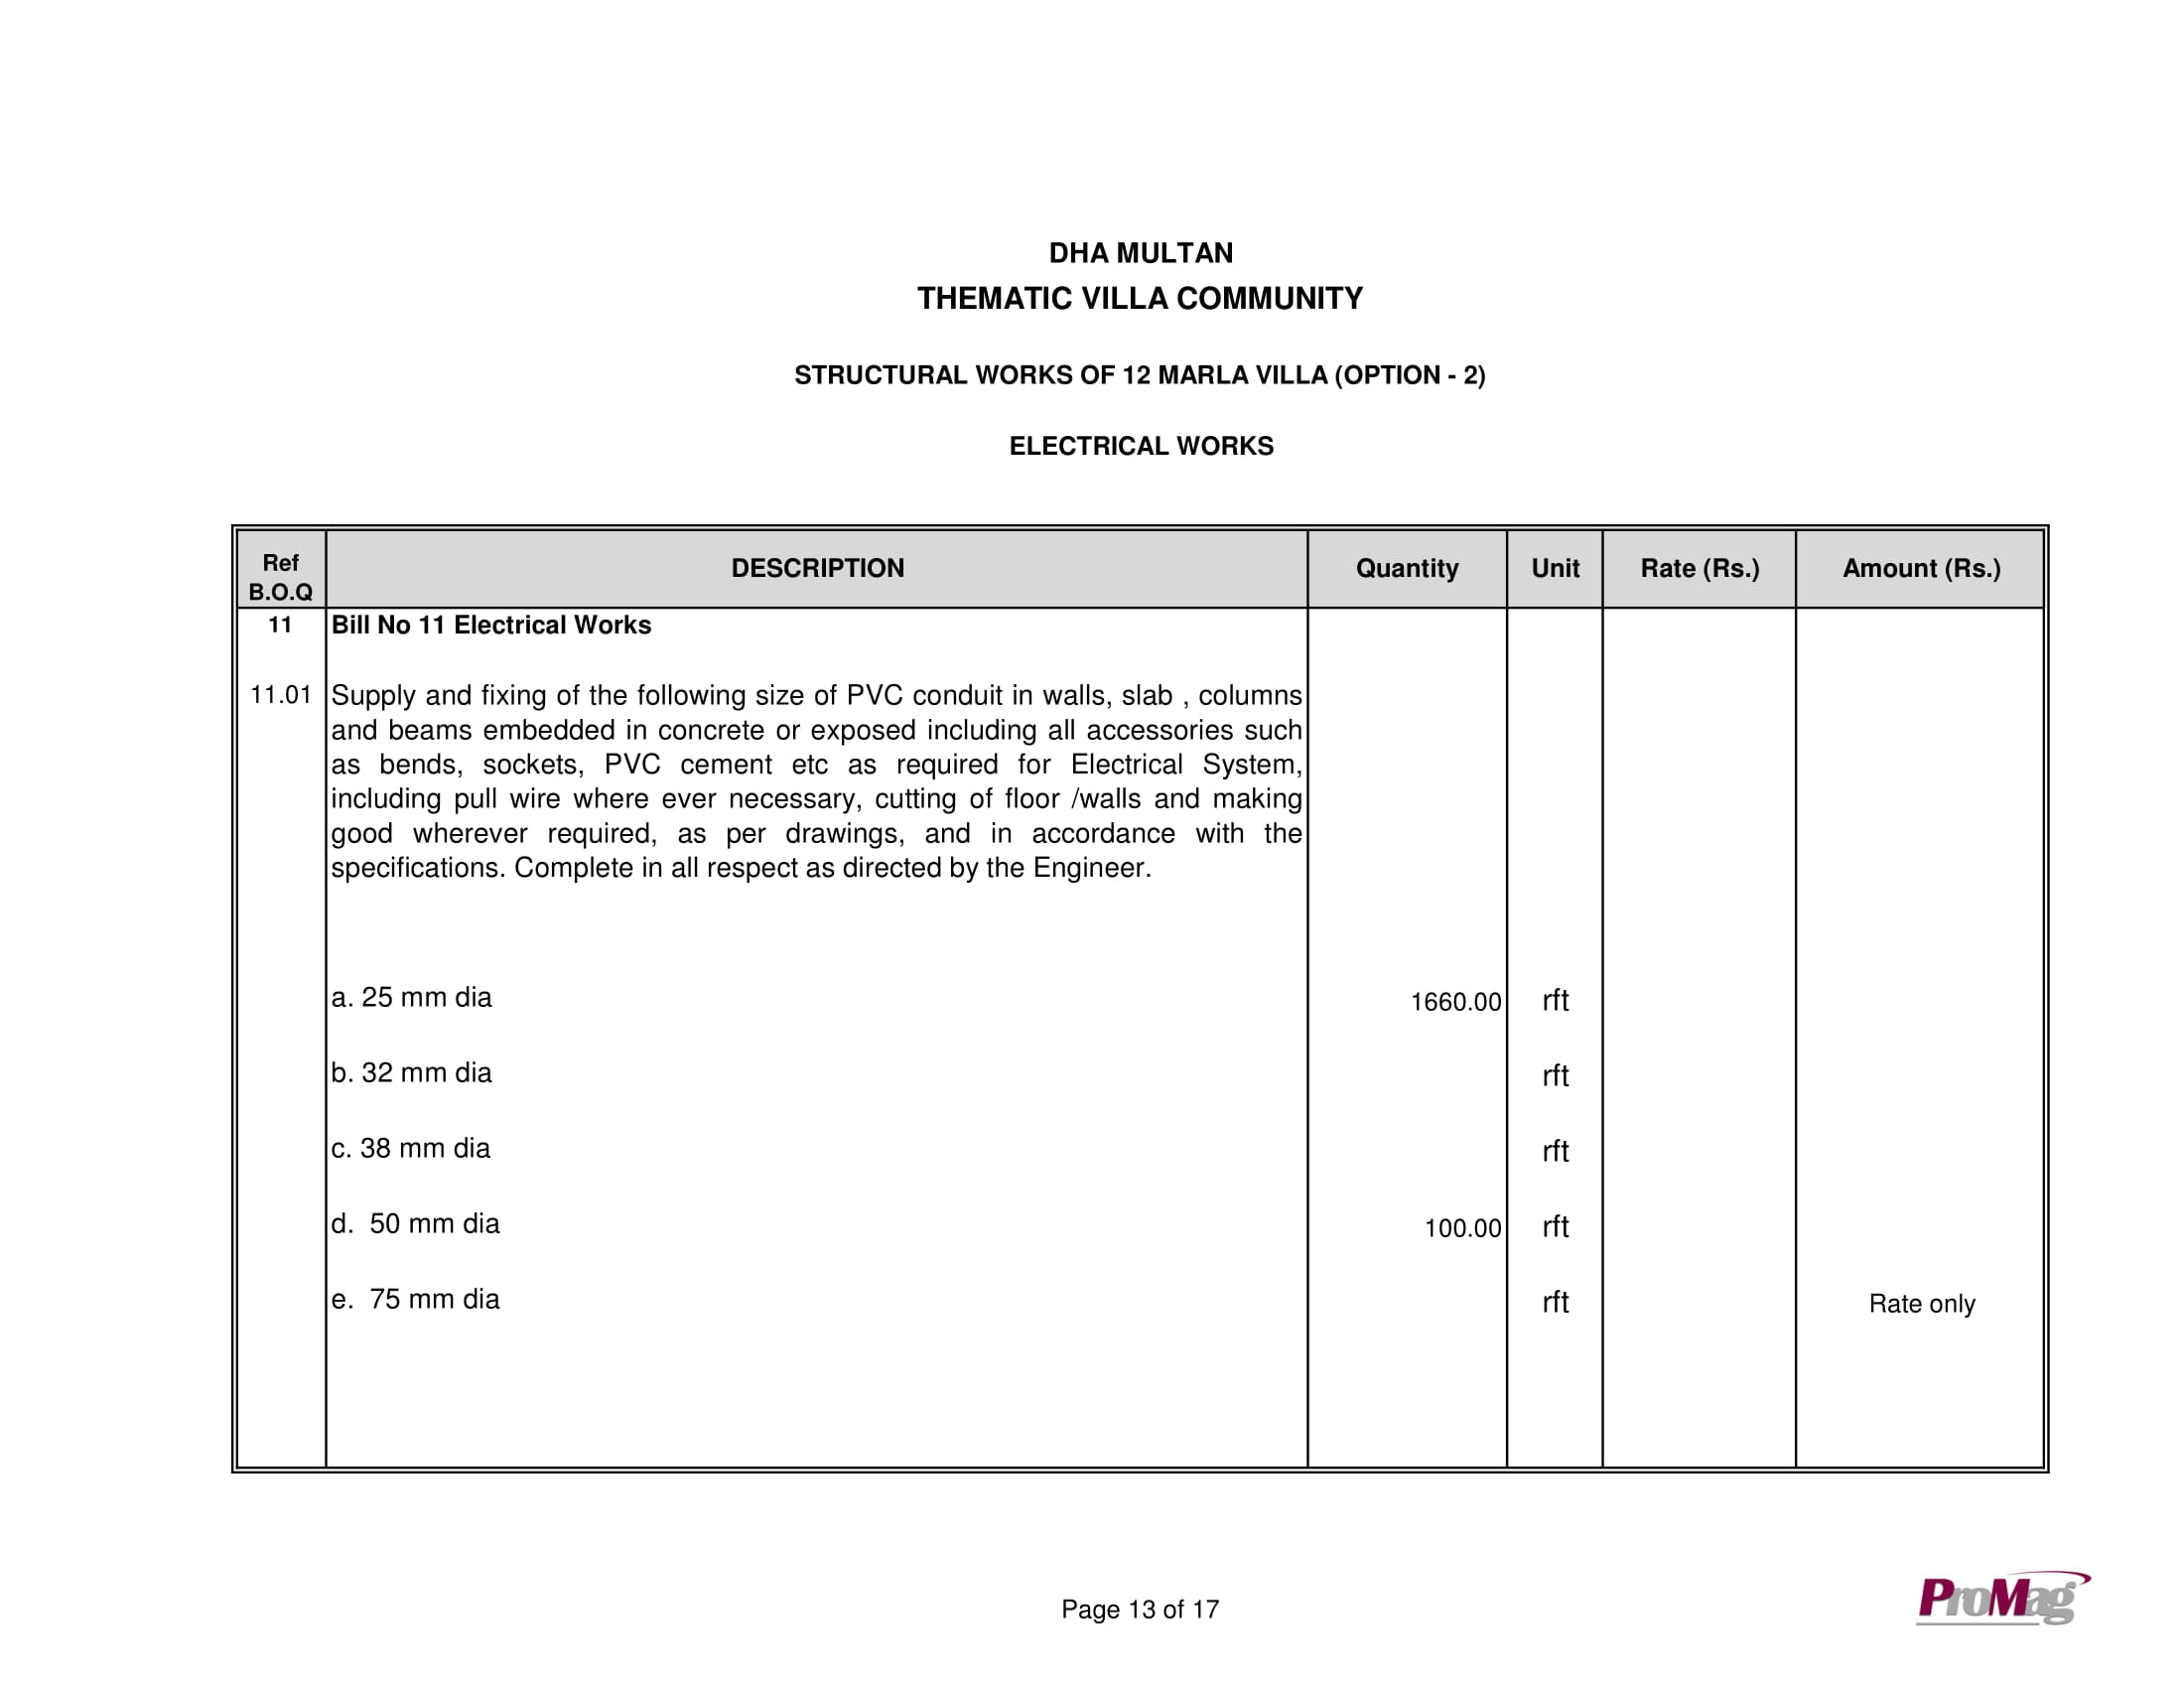 DHA MULTAN
THEMATIC VILLA COMMUNITY
STRUCTURAL WORKS OF 12 MARLA VILLA (OPTION - 2)
ELECTRICAL WORKS
Ref B.O.Q DESCRIPTION Quantity Unit Rate (Rs.) Amount (Rs.)
11 Bill No 11 Electrical Works
11.01 Supply and fixing of the following size of PVC conduit in walls, slab , columns
and beams embedded in concrete or exposed including all accessories such
as bends, sockets, PVC cement etc as required for Electrical System,
including pull wire where ever necessary, cutting of floor /walls and making
good wherever required, as per drawings, and in accordance with the
specifications. Complete in all respect as directed by the Engineer.
a. 25 mm dia 1660.00 rft
b. 32 mm dia rft
c. 38 mm dia rft
d. 50 mm dia 100.00 rft
e. 75 mm dia rft Rate only
Page 13 of 17
ProMag